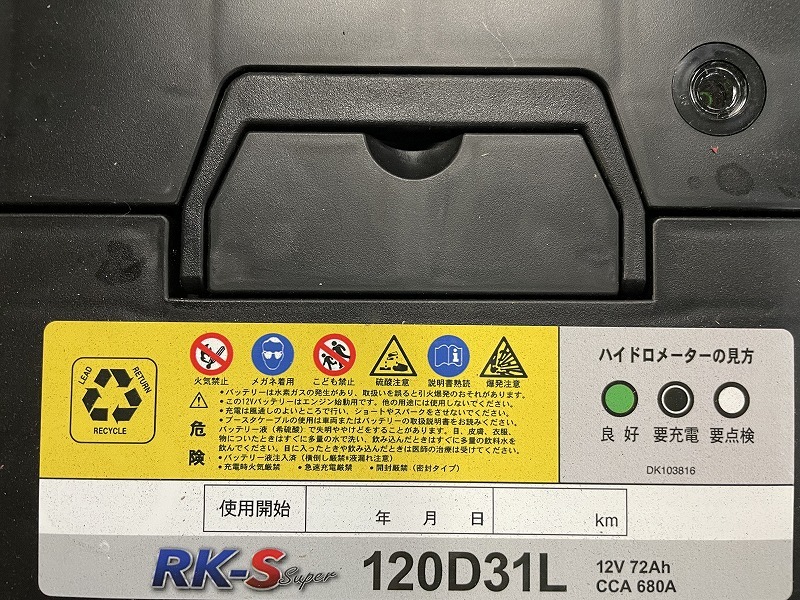 LEAD
RETURN
RECYCLE
火気禁止
メガネ着用
こども禁止
硫酸注意
説明書熟読
爆発注意
危険
・バッテリーは水素ガスの発生があり、取扱いを誤ると引火爆発のおそれがあります。
・この12Vバッテリーはエンジン始動用です。他の用途には使用しないでください。
・充電は風通しのよいところで行い、ショートやスパークをさせないでください。
・ブースターケーブルの使用は車両またはバッテリーの取扱説明書をお読みください。
バッテリー液（希硫酸）で失明ややけどをすることがあります。目、皮膚、衣服、
物についたときはすぐに多量の水で洗い、飲み込んだときはすぐに多量の飲料水を
飲んでください。目に入ったときや飲み込んだときは医師の治療は受けてください。
・バッテリー液注入済（横倒し厳禁※液漏れ注意）
・充電時火気厳禁 ・急速充電厳禁 ・開封厳禁（密封タイプ）
ハイドロメーターの見方
良好 要充電 要点検
DK103816
使用開始 年 月 日 km
RK-S Super 120D31L 12V 72Ah
CCA 680A